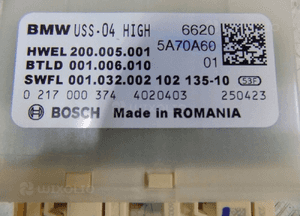 BMW USS-04 HIGH 6620
HWEL 200.005.001 5A70A60
BTLD 001.006.010 01
SWFL 001.032.002 102 135-10 S3F
0 217 000 374 4020403 250423
BOSCH Made in ROMANIA